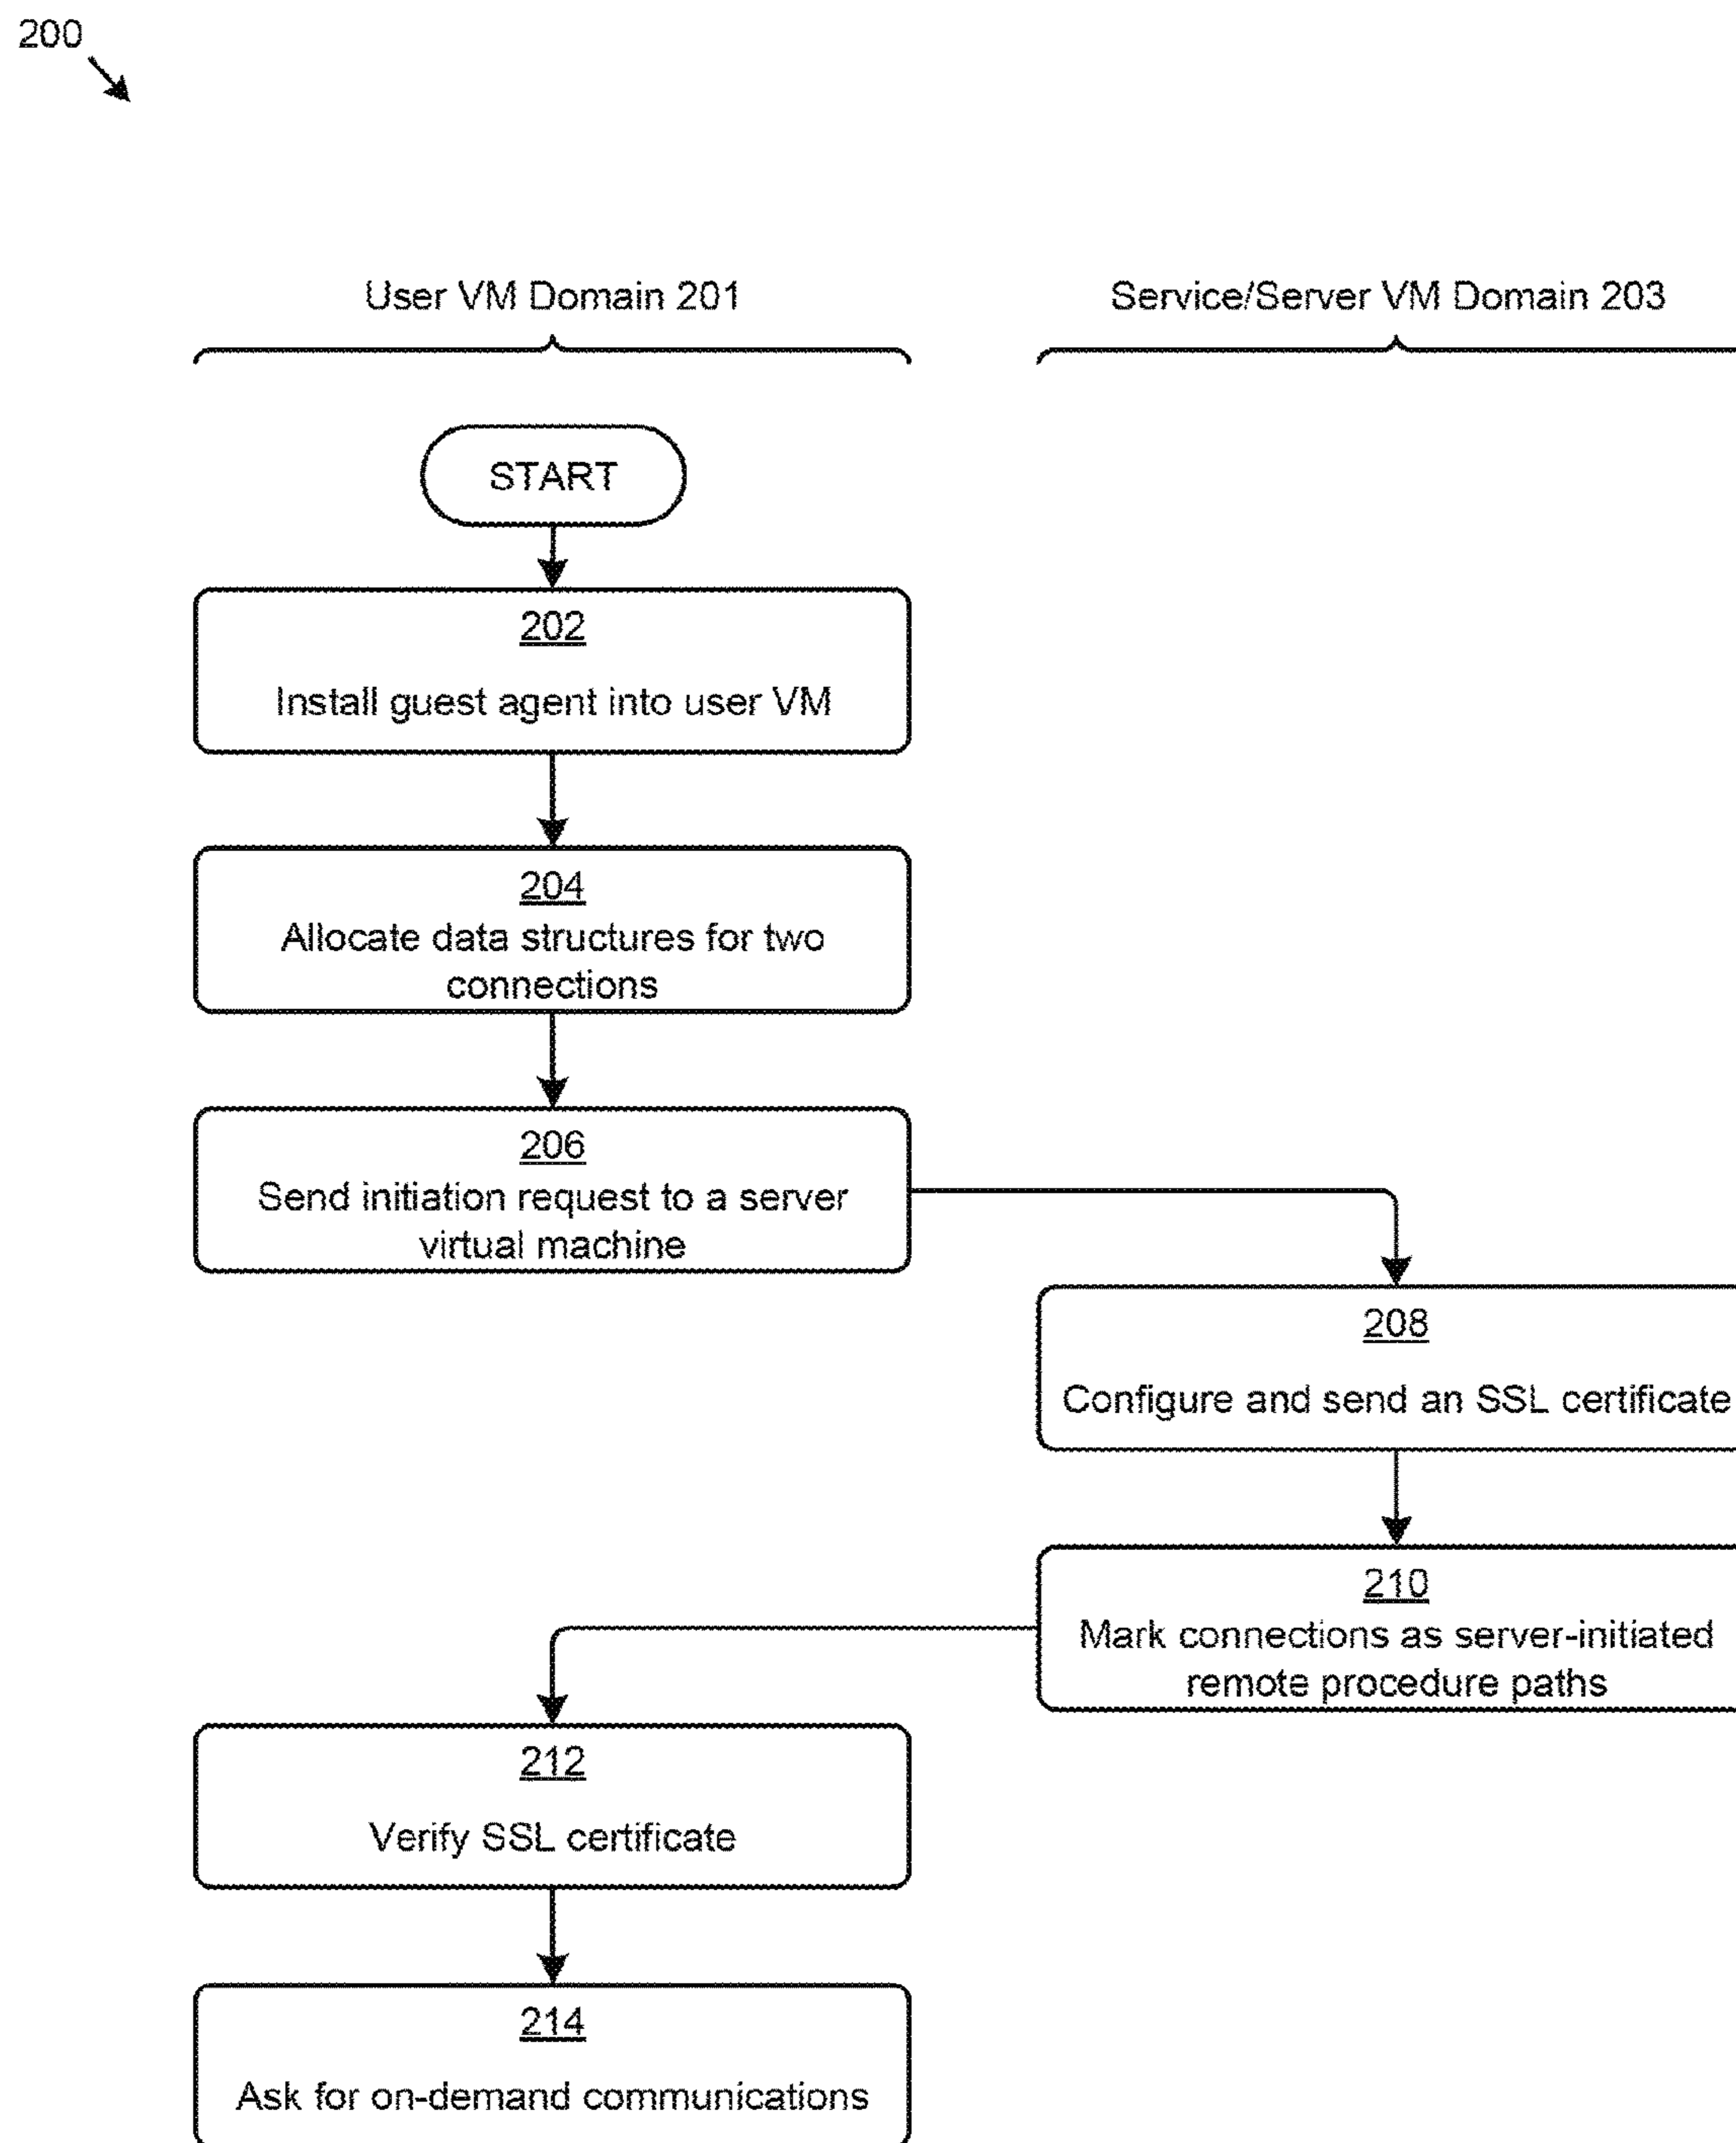 200
User VM Domain 201
Service/Server VM Domain 203
START
202
Install guest agent into user VM
204
Allocate data structures for two
connections
206
Send initiation request to a server
virtual machine
208
Configure and send an SSL certificate
210
Mark connections as server-initiated
remote procedure paths
212
Verify SSL certificate
214
Ask for on-demand communications